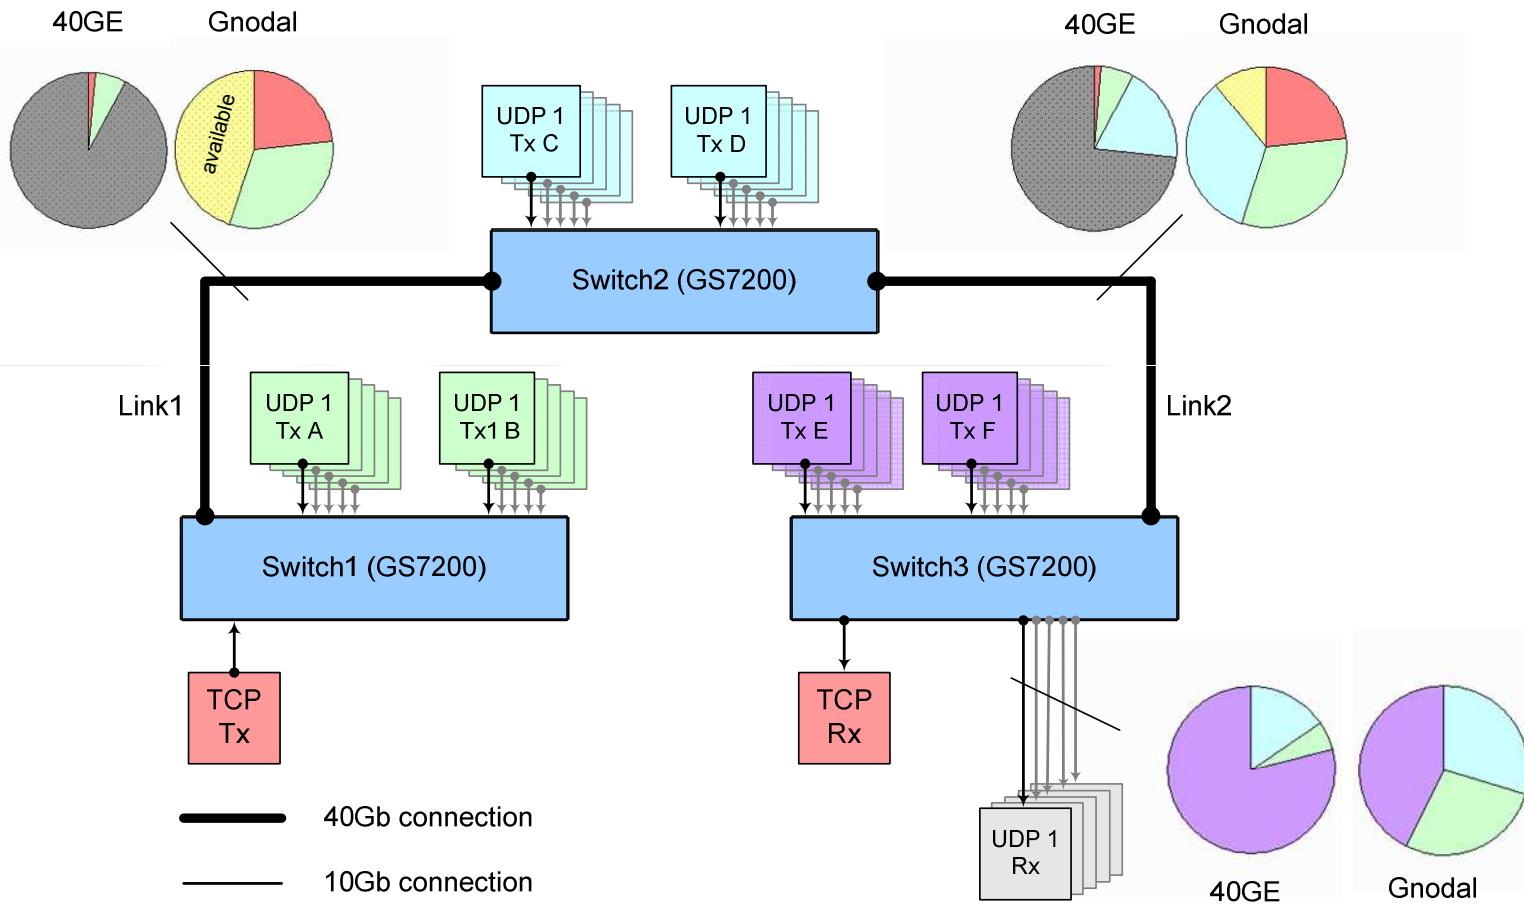 40GE
Gnodal
40GE
Gnodal
available
UDP 1
Tx C
UDP 1
Tx D
Switch2 (GS7200)
Link1
UDP 1
Tx A
UDP 1
Tx1 B
UDP 1
Tx E
UDP 1
Tx F
Link2
Switch1 (GS7200)
Switch3 (GS7200)
TCP
Tx
TCP
Rx
40Gb connection
UDP 1
Rx
10Gb connection
40GE
Gnodal